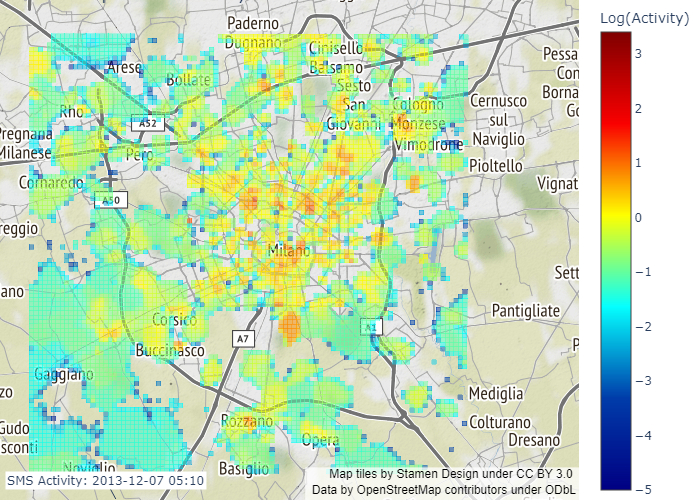 Paderno
Dugnano
Cinisello
Balsamo
Arese
Bollate
Sesto
San
Giovanni
Cologno
Monzese
Rho
A52
Cernusco
sul
Naviglio
Pessa
Con
Borna
Go
Pregnana
Milanese
Pero
Vimodrone
Pioltello
Cornaredo
A50
Vignat
reggio
Milano
Sett
ano
Corsico
A1
Pantigliate
A7
Buccinasco
P
Gaggiano
zo
Mediglia
Gudo
sconti
Rozzano
Opera
Colturano
Dresano
Noviglio
Basiglio
SMS Activity: 2013-12-07 05:10
Map tiles by Stamen Design under CC BY 3.0
Data by OpenStreetMap contributors under ODbL
Log(Activity)
3
2
1
0
−1
−2
−3
−4
−5